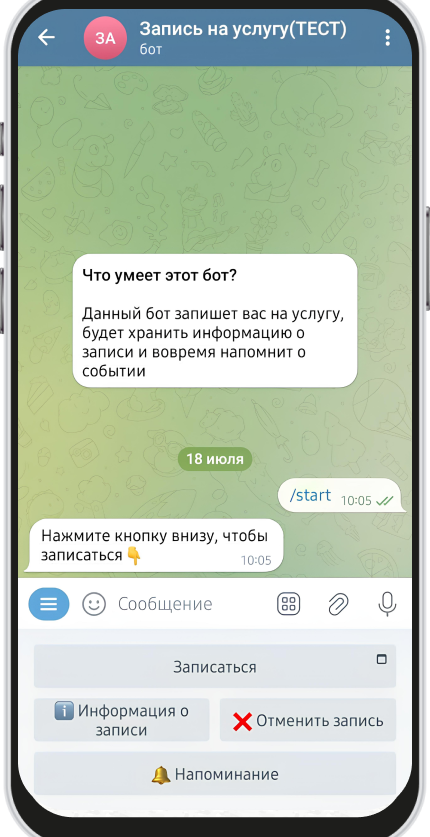 ЗА
Запись на услугу(ТЕСТ)
бот
Что умеет этот бот?
Данный бот запишет вас на услугу,
будет хранить информацию о
записи и вовремя напомнит о
событии
18 июля
/start 10:05
Нажмите кнопку внизу, чтобы
записаться 👇 10:05
Сообщение
Записаться
ℹ️ Информация о
записи
❌ Отменить запись
🔔 Напоминание